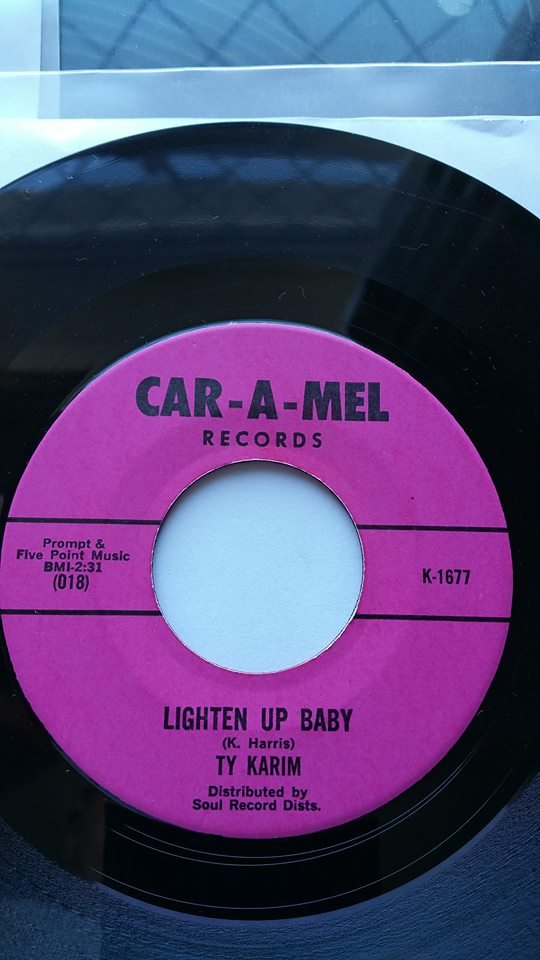 CAR-A-MEL
RECORDS
Prompt &
Five Point Music
BMI-2:31
(018)
K-1677
LIGHTEN UP BABY
(K. Harris)
TY KARIM
Distributed by
Soul Record Dists.